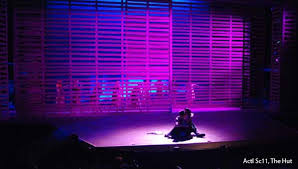 ActI Sc11, The Hut